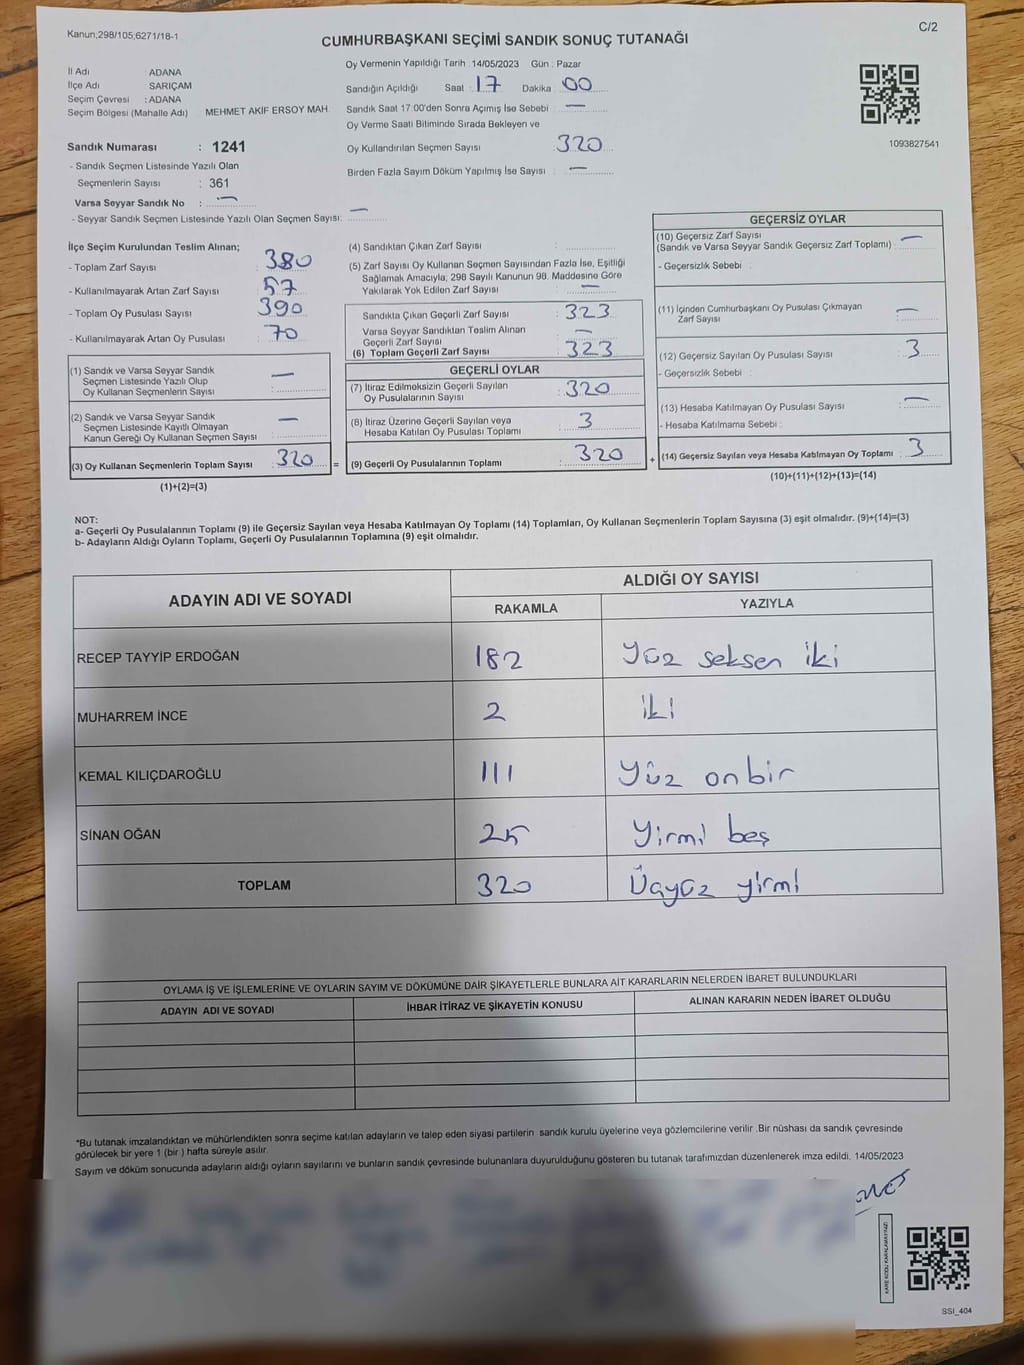 Kanun;298/105;6271/18-1
C/2
CUMHURBAŞKANI SEÇİMİ SANDIK SONUÇ TUTANAĞI
İl Adı : ADANA
İlçe Adı : SARIÇAM
Seçim Çevresi : ADANA
Seçim Bölgesi (Mahalle Adı) MEHMET AKİF ERSOY MAH.
Sandık Numarası : 1241
- Sandık Seçmen Listesinde Yazılı Olan
Seçmenlerin Sayısı : 361
Varsa Seyyar Sandık No : —
- Seyyar Sandık Seçmen Listesinde Yazılı Olan Seçmen Sayısı: —
Oy Vermenin Yapıldığı Tarih :14/05/2023 Gün : Pazar
Sandığın Açıldığı Saat : 17 Dakika : 00
Sandık Saat 17:00'den Sonra Açılmış İse Sebebi : —
Oy Verme Saati Bitiminde Sırada Bekleyen ve
Oy Kullandırılan Seçmen Sayısı : 320
Birden Fazla Sayım Döküm Yapılmış İse Sayısı : —
1093827541
İlçe Seçim Kurulundan Teslim Alınan;
- Toplam Zarf Sayısı : 380
- Kullanılmayarak Artan Zarf Sayısı : 57
- Toplam Oy Pusulası Sayısı : 390
- Kullanılmayarak Artan Oy Pusulası : 70
(1) Sandık ve Varsa Seyyar Sandık
Seçmen Listesinde Yazılı Olup
Oy Kullanan Seçmenlerin Sayısı : —
(2) Sandık ve Varsa Seyyar Sandık
Seçmen Listesinde Kayıtlı Olmayan
Kanun Gereği Oy Kullanan Seçmen Sayısı : —
(3) Oy Kullanan Seçmenlerin Toplam Sayısı : 320 =
(1)+(2)=(3)
(4) Sandıktan Çıkan Zarf Sayısı :
(5) Zarf Sayısı Oy Kullanan Seçmen Sayısından Fazla İse, Eşitliği
Sağlamak Amacıyla; 298 Sayılı Kanunun 98. Maddesine Göre
Yakılarak Yok Edilen Zarf Sayısı : —
Sandıkta Çıkan Geçerli Zarf Sayısı : 323
Varsa Seyyar Sandıktan Teslim Alınan
Geçerli Zarf Sayısı : —
(6) Toplam Geçerli Zarf Sayısı : 323
GEÇERLİ OYLAR
(7) İtiraz Edilmoksizin Geçerli Sayılan
Oy Pusulalarının Sayısı : 320
(8) İtiraz Üzerine Geçerli Sayılan veya
Hesaba Katılan Oy Pusulası Toplamı : 3
(9) Geçerli Oy Pusulalarının Toplamı : 320 +
GEÇERSİZ OYLAR
(10) Geçersiz Zarf Sayısı : —
(Sandık ve Varsa Seyyar Sandık Geçersiz Zarf Toplamı)
- Geçersizlik Sebebi :
(11) İçinden Cumhurbaşkanı Oy Pusulası Çıkmayan
Zarf Sayısı : —
(12) Geçersiz Sayılan Oy Pusulası Sayısı : 3
- Geçersizlik Sebebi :
(13) Hesaba Katılmayan Oy Pusulası Sayısı : —
- Hesaba Katılmama Sebebi :
(14) Geçersiz Sayılan veya Hesaba Katılmayan Oy Toplamı : 3
(10)+(11)+(12)+(13)=(14)
NOT:
a- Geçerli Oy Pusulalarının Toplamı (9) ile Geçersiz Sayılan veya Hesaba Katılmayan Oy Toplamı (14) Toplamları, Oy Kullanan Seçmenlerin Toplam Sayısına (3) eşit olmalıdır. (9)+(14)=(3)
b- Adayların Aldığı Oyların Toplamı, Geçerli Oy Pusulalarının Toplamına (9) eşit olmalıdır.
ADAYIN ADI VE SOYADI
ALDIĞI OY SAYISI
RAKAMLA YAZIYLA
RECEP TAYYİP ERDOĞAN 182 Yüz seksen iki
MUHARREM İNCE 2 iki
KEMAL KILIÇDAROĞLU 111 Yüz on bir
SİNAN OĞAN 25 Yirmi beş
TOPLAM 320 Üçyüz yirmi
OYLAMA İŞ VE İŞLEMLERİNE VE OYLARIN SAYIM VE DÖKÜMÜNE DAİR ŞİKAYETLERLE BUNLARA AİT KARARLARIN NELERDEN İBARET BULUNDUKLARI
ADAYIN ADI VE SOYADI İHBAR İTİRAZ VE ŞİKAYETİN KONUSU ALINAN KARARIN NEDEN İBARET OLDUĞU
*Bu tutanak imzalandıktan ve mühürlendikten sonra seçime katılan adayların ve talep eden siyasi partilerin sandık kurulu üyelerine veya gözlemcilerine verilir .Bir nüshası da sandık çevresinde
görülecek bir yere 1 (bir ) hafta süreyle asılır.
Sayım ve döküm sonucunda adayların aldığı oyların sayılarını ve bunların sandık çevresinde bulunanlara duyurulduğunu gösteren bu tutanak tarafımızdan düzenlenerek imza edildi. 14/05/2023
SSI_404